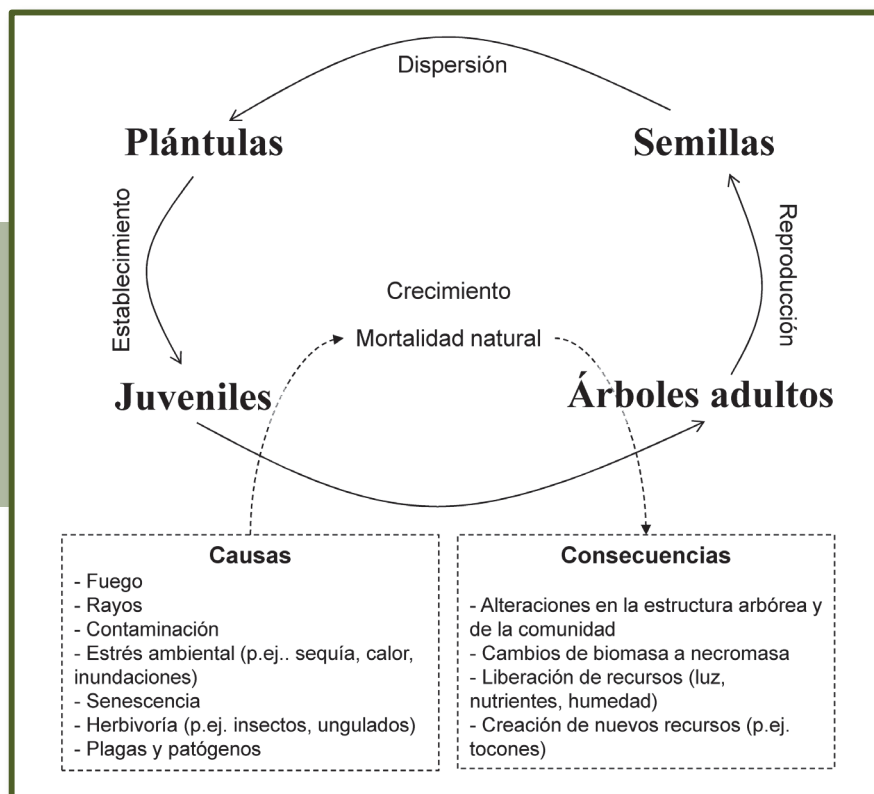 Dispersión
Plántulas
Semillas
Establecimiento
Reproducción
Crecimiento
Mortalidad natural
Juveniles
Árboles adultos
Causas
- Fuego
- Rayos
- Contaminación
- Estrés ambiental (p.ej.. sequía, calor,
inundaciones)
- Senescencia
- Herbivoría (p.ej. insectos, ungulados)
- Plagas y patógenos
Consecuencias
- Alteraciones en la estructura arbórea y
de la comunidad
- Cambios de biomasa a necromasa
- Liberación de recursos (luz,
nutrientes, humedad)
- Creación de nuevos recursos (p.ej.
tocones)